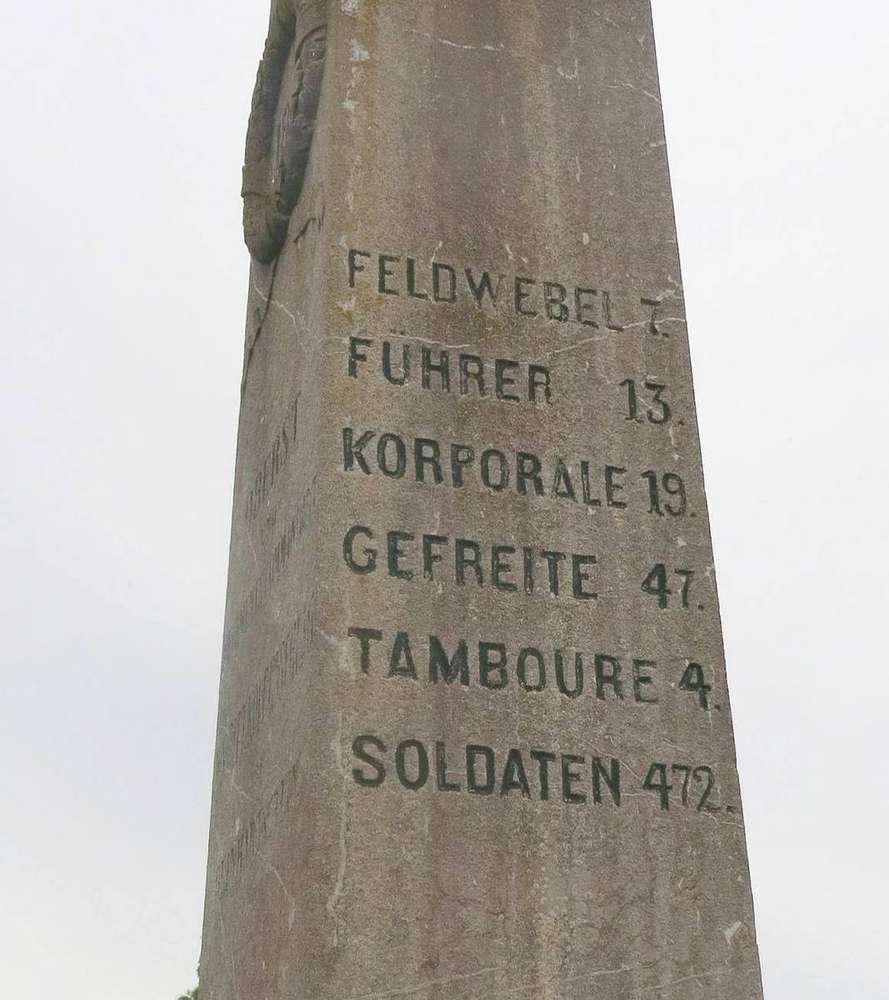 FELDWEBEL 7.
FÜHRER 13.
KORPORALE 19.
GEFREITE 47.
TAMBOURE 4.
SOLDATEN 472.